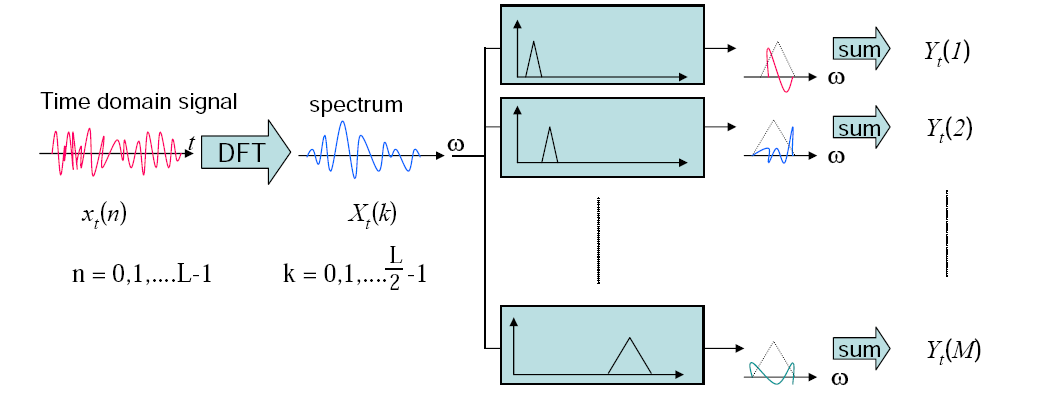 Time domain signal
t
x_t(n)
n = 0,1,....L-1
DFT
spectrum
ω
X_t(k)
k = 0,1,....L/2 -1
ω
sum
Y_t(1)
ω
sum
Y_t(2)
ω
sum
Y_t(M)